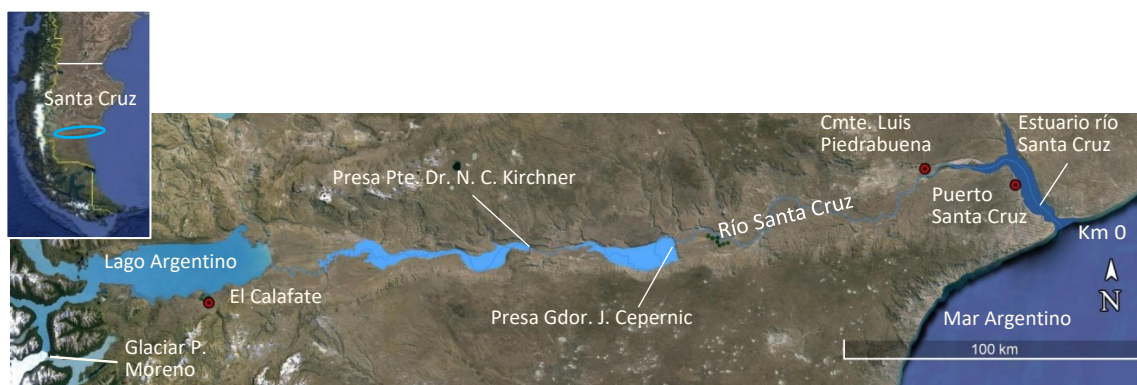 Santa Cruz
Cmte. Luis
Piedrabuena
Estuario río
Santa Cruz
Presa Pte. Dr. N. C. Kirchner
Puerto
Santa Cruz
Río Santa Cruz
Km 0
Lago Argentino
El Calafate
N
Presa Gdor. J. Cepernic
Mar Argentino
Glaciar P.
Moreno
100 km